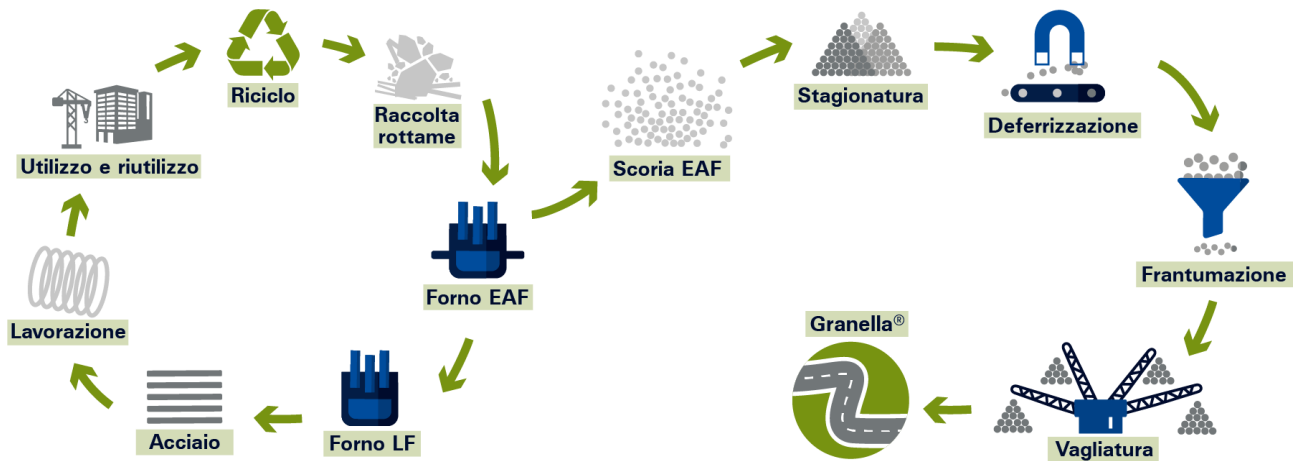 Riciclo
Raccolta
rottame
Utilizzo e riutilizzo
Lavorazione
Acciaio
Forno LF
Forno EAF
Scoria EAF
Stagionatura
Deferrizzazione
Frantumazione
Vagliatura
Granella®